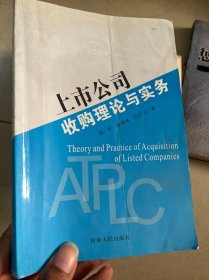 上市公司
收购理论与实务
Theory and Pracnce of Acquisition
of Listed Companies
ATPLC
河南人民出版社